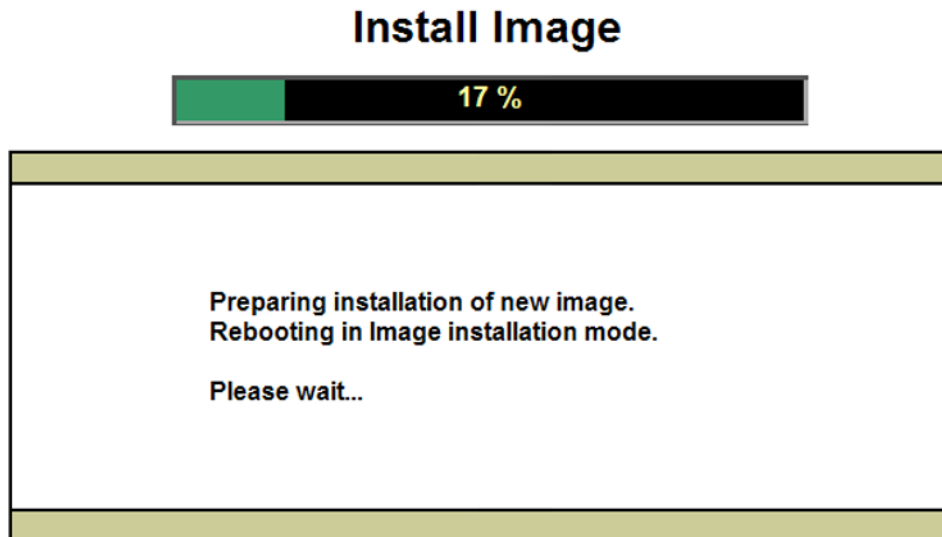 Install Image
17 %
Preparing installation of new image.
Rebooting in Image installation mode.
Please wait...